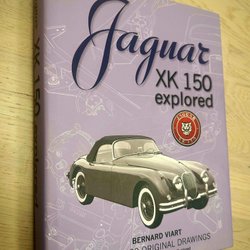 Jaguar
XK 150
explored
BERNARD VIART
ORIGINAL DRAWINGS
XK 150